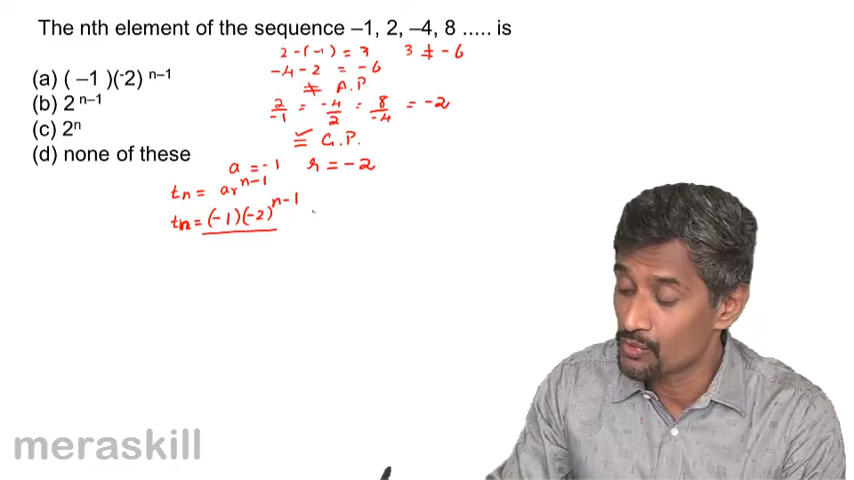 The nth element of the sequence –1, 2, –4, 8 ..... is
2-(-1) = 3 3 ≠ -6
-4-2 = -6
≠ A.P
(a) ( –1 )(-2) n–1
2/-1 = -4/2 = 8/-4 = -2
(b) 2 n–1
(c) 2n
= G.P.
(d) none of these
a = -1 r = -2
tn = ar n-1
tn = (-1)(-2) n-1
meraskill